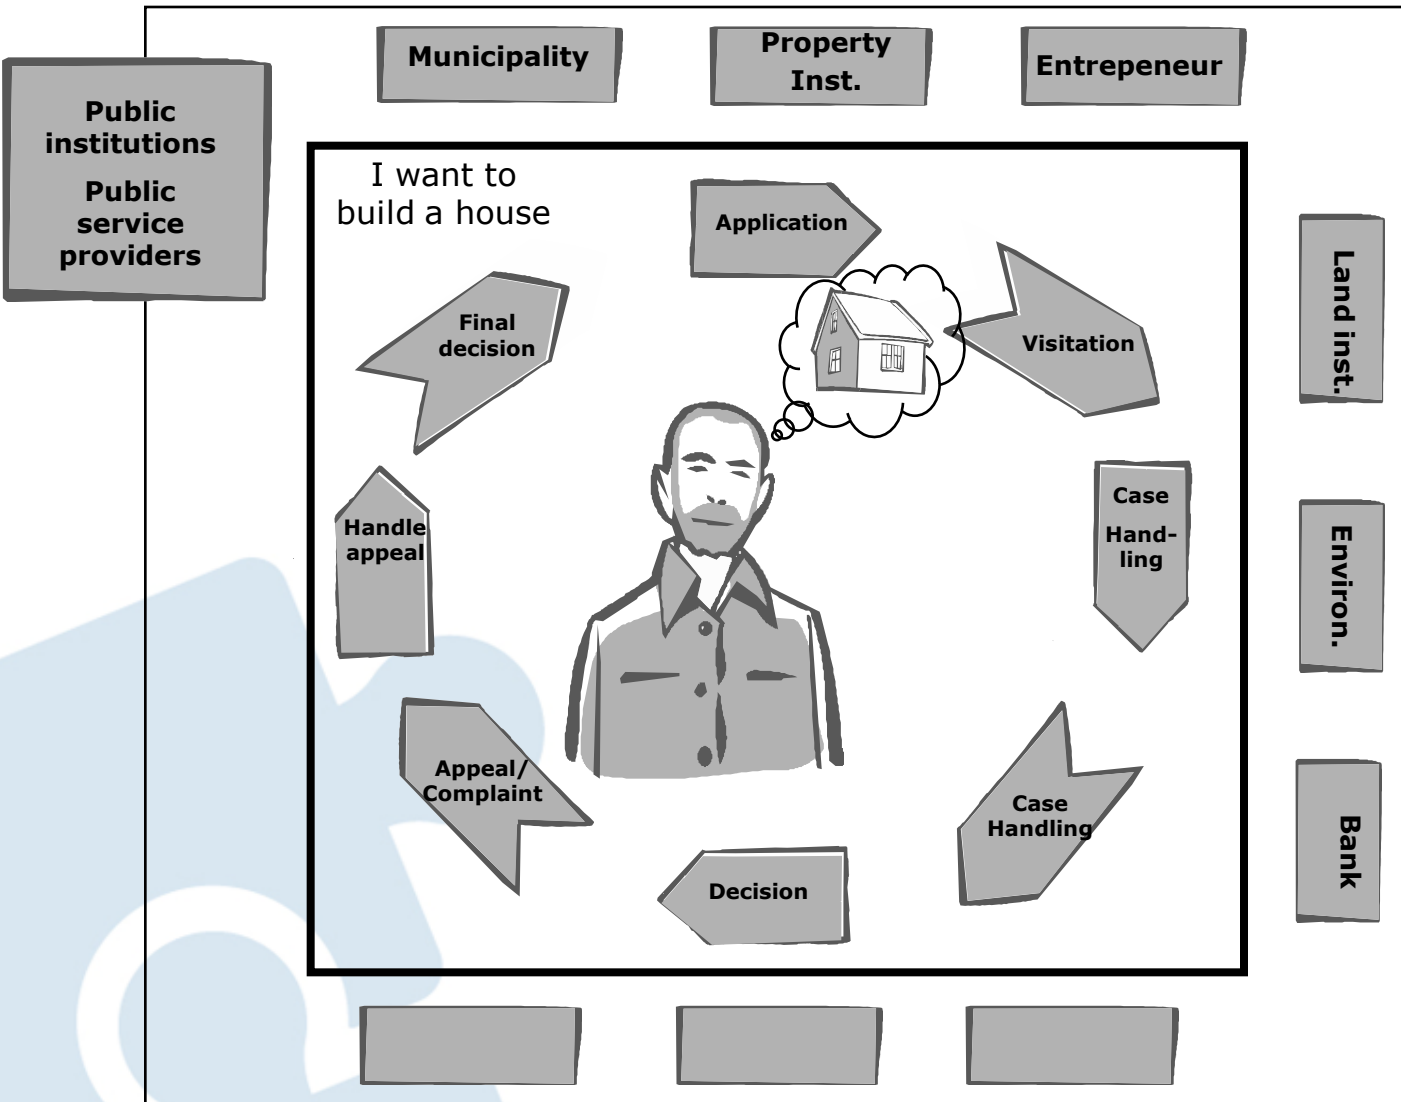 Municipality
Property
Inst.
Entrepeneur
Public
institutions
Public
service
providers
I want to
build a house
Application
Visitation
Final
decision
Land inst.
Case
Hand-
ling
Handle
appeal
Environ.
Appeal/
Complaint
Case
Handling
Bank
Decision